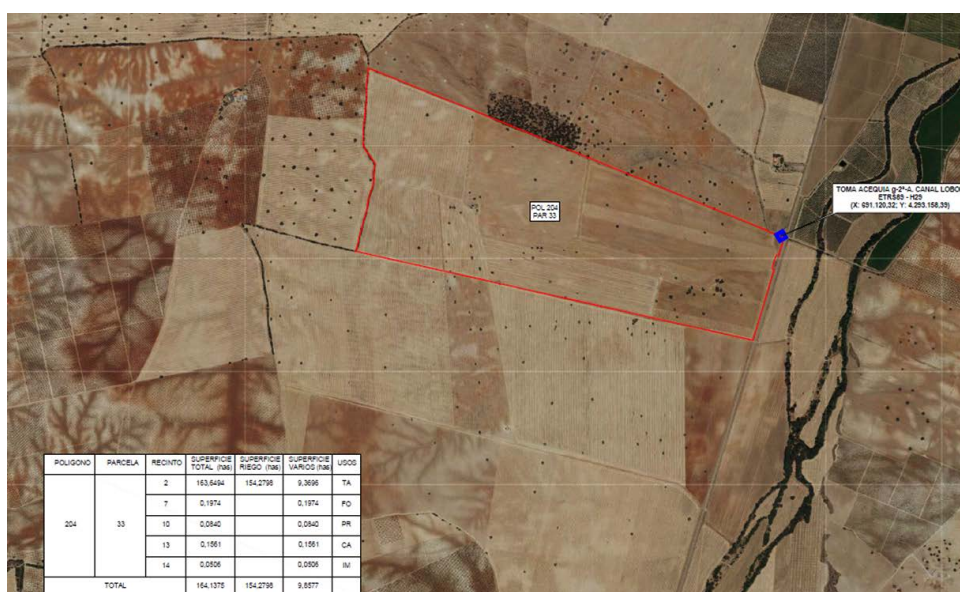 TOMA ACEQUIA g-2ª-A. CANAL LOBON
ETRS89 - H29
(X: 691.120,32; Y: 4.293.158,39)
POL 204
PAR 33
POLIGONO PARCELA RECINTO SUPERFICIE TOTAL (has) SUPERFICIE RIEGO (has) SUPERFICIE VARIOS (has) USOS
204 33
2 163,6494 154,2798 9,3696 TA
7 0,1974 0,1974 FO
10 0,0840 0,0840 PR
13 0,1561 0,1561 CA
14 0,0506 0,0506 IM
TOTAL 164,1375 154,2798 9,8577